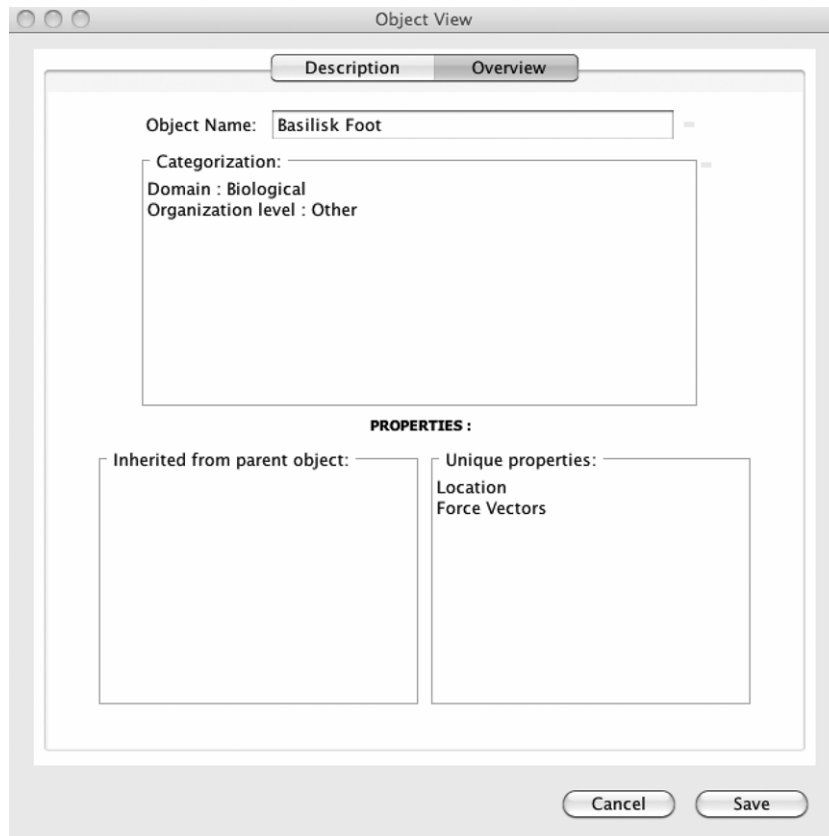 Object View
Description Overview
Object Name: Basilisk Foot
Categorization:
Domain : Biological
Organization level : Other
PROPERTIES :
Inherited from parent object:
Unique properties:
Location
Force Vectors
Cancel Save